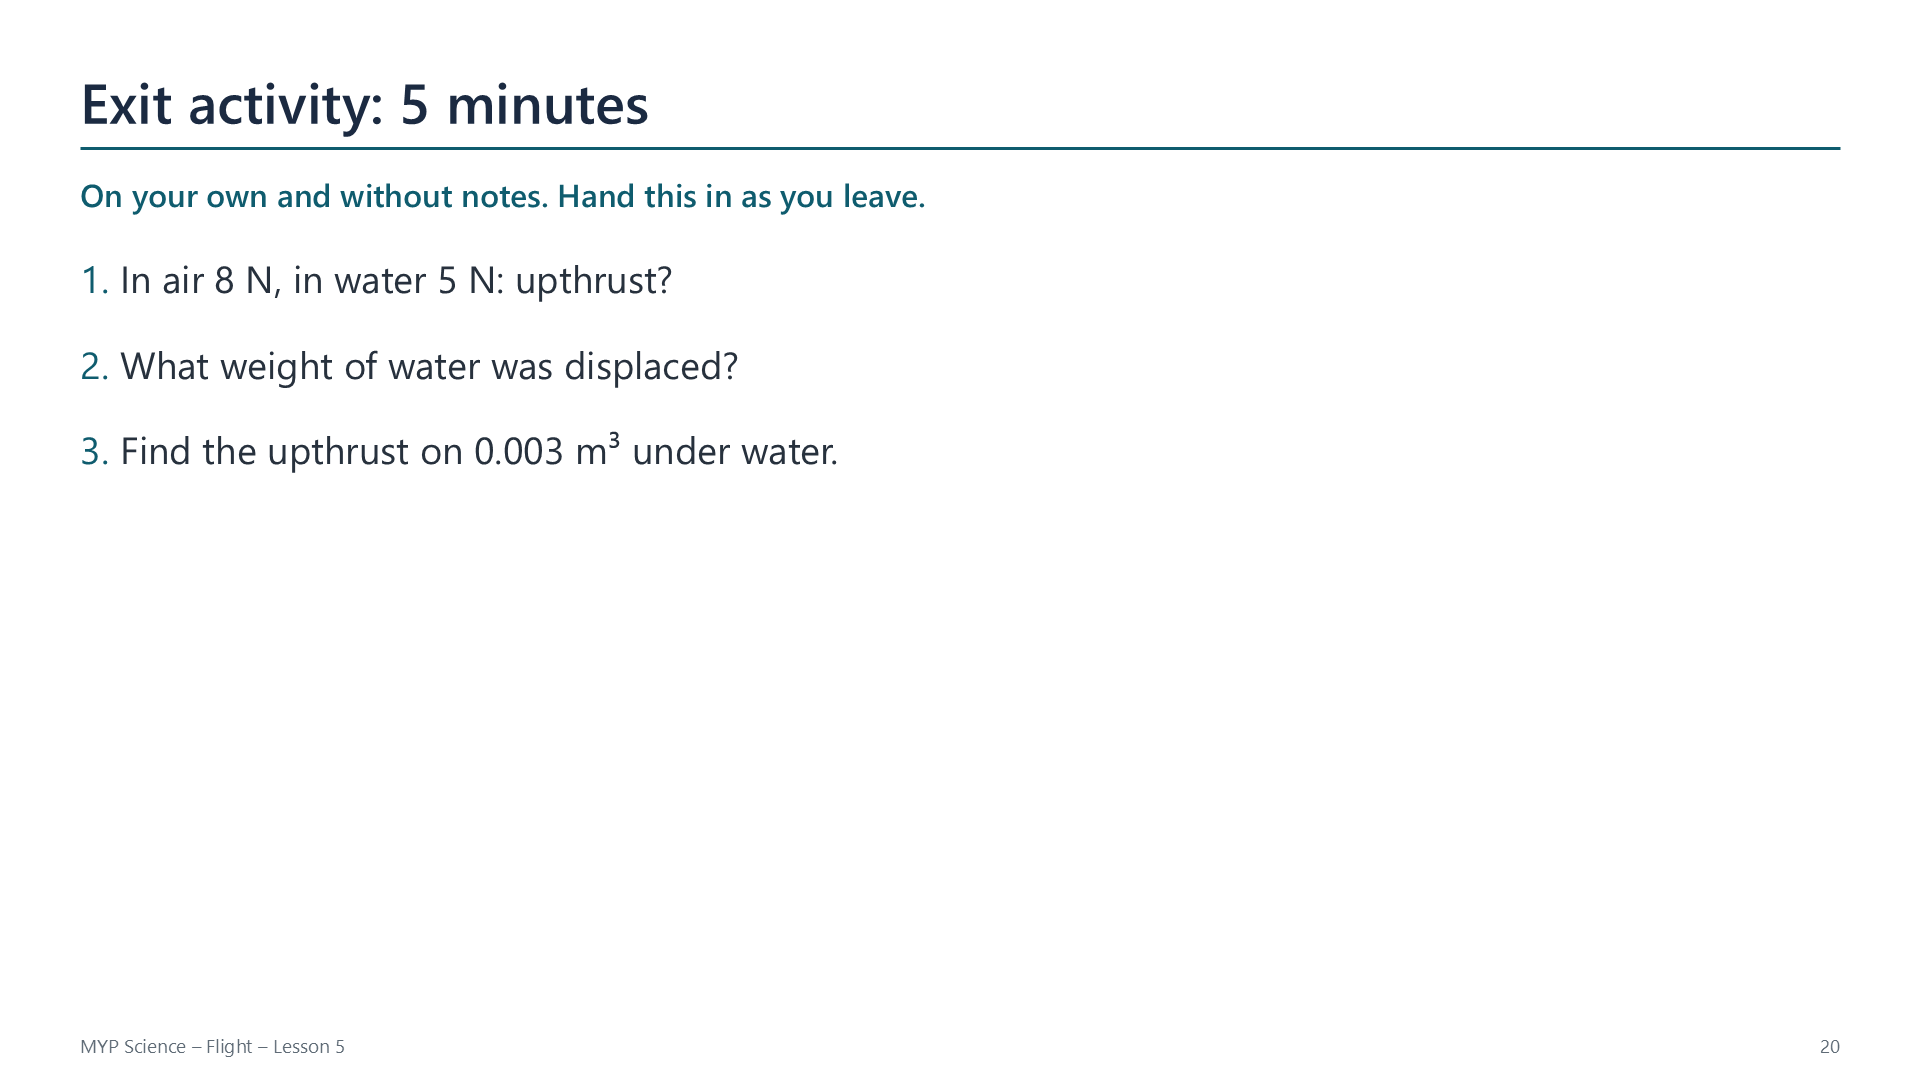 Exit activity: 5 minutes
On your own and without notes. Hand this in as you leave.
1. In air 8 N, in water 5 N: upthrust?
2. What weight of water was displaced?
3. Find the upthrust on 0.003 m³ under water.
MYP Science – Flight – Lesson 5
20